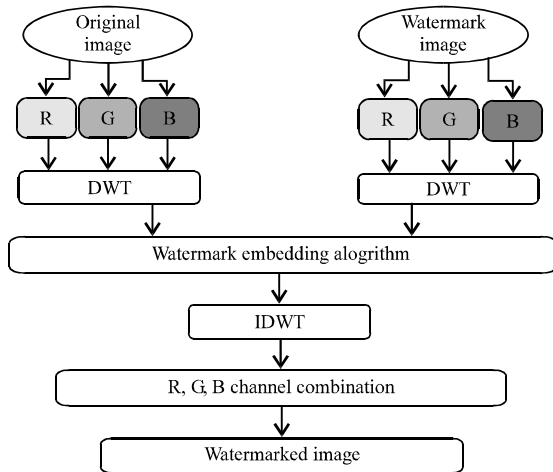 Original
image
Watermark
image
R G B
R G B
DWT
DWT
Watermark embedding alogrithm
IDWT
R, G, B channel combination
Watermarked image